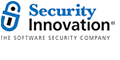 Security
Innovation®
THE SOFTWARE SECURITY COMPANY